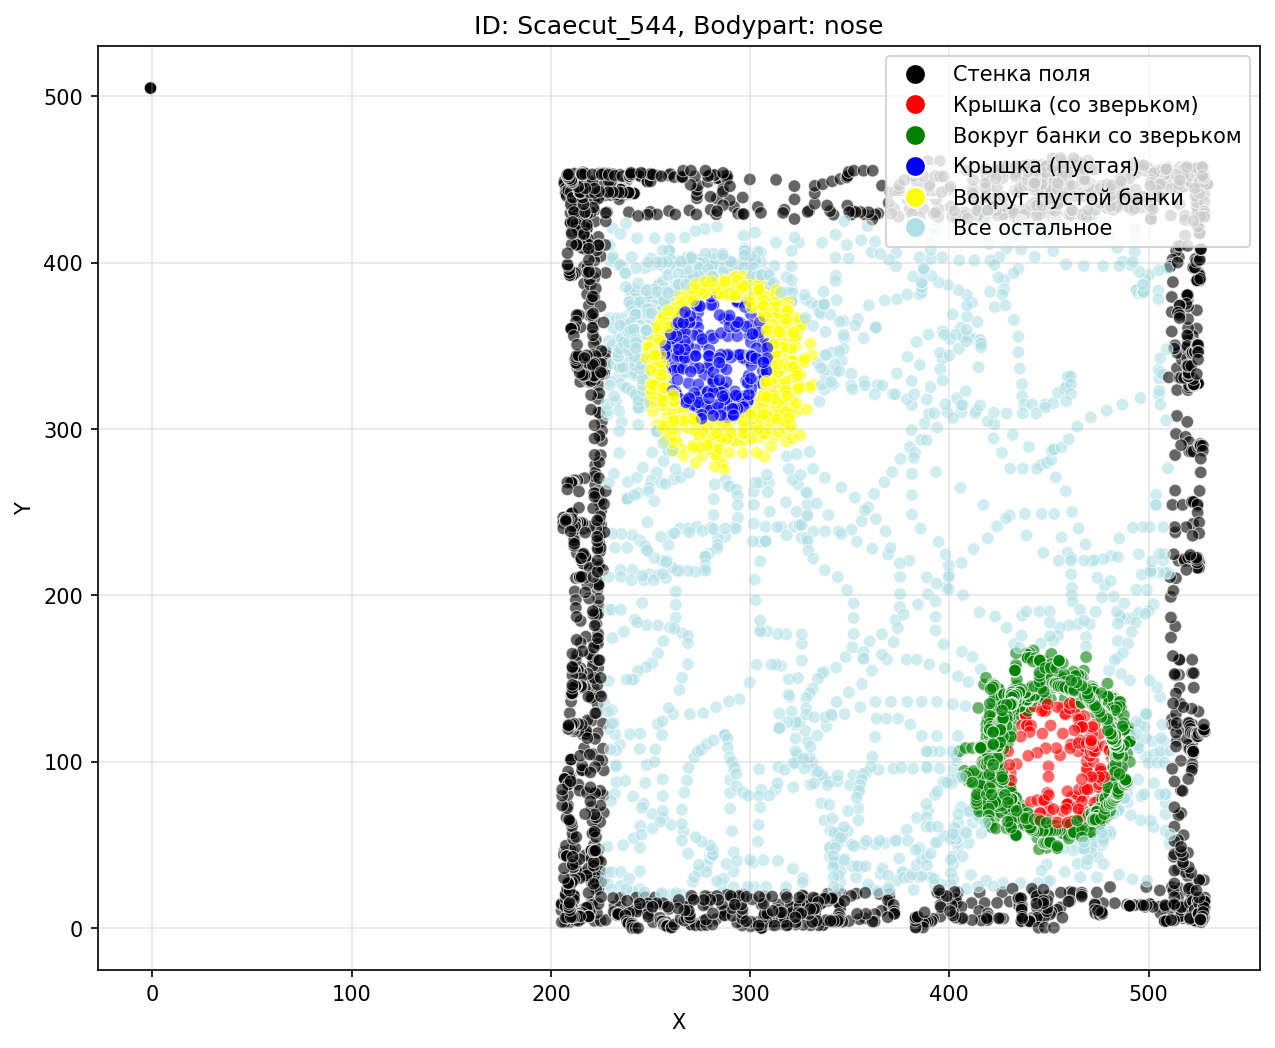 ID: Scaecut_544, Bodypart: nose
Стенка поля
Крышка (со зверьком)
Вокруг банки со зверьком
Крышка (пустая)
Вокруг пустой банки
Все остальное
500
400
300
200
100
0
Y
0 100 200 300 400 500
X